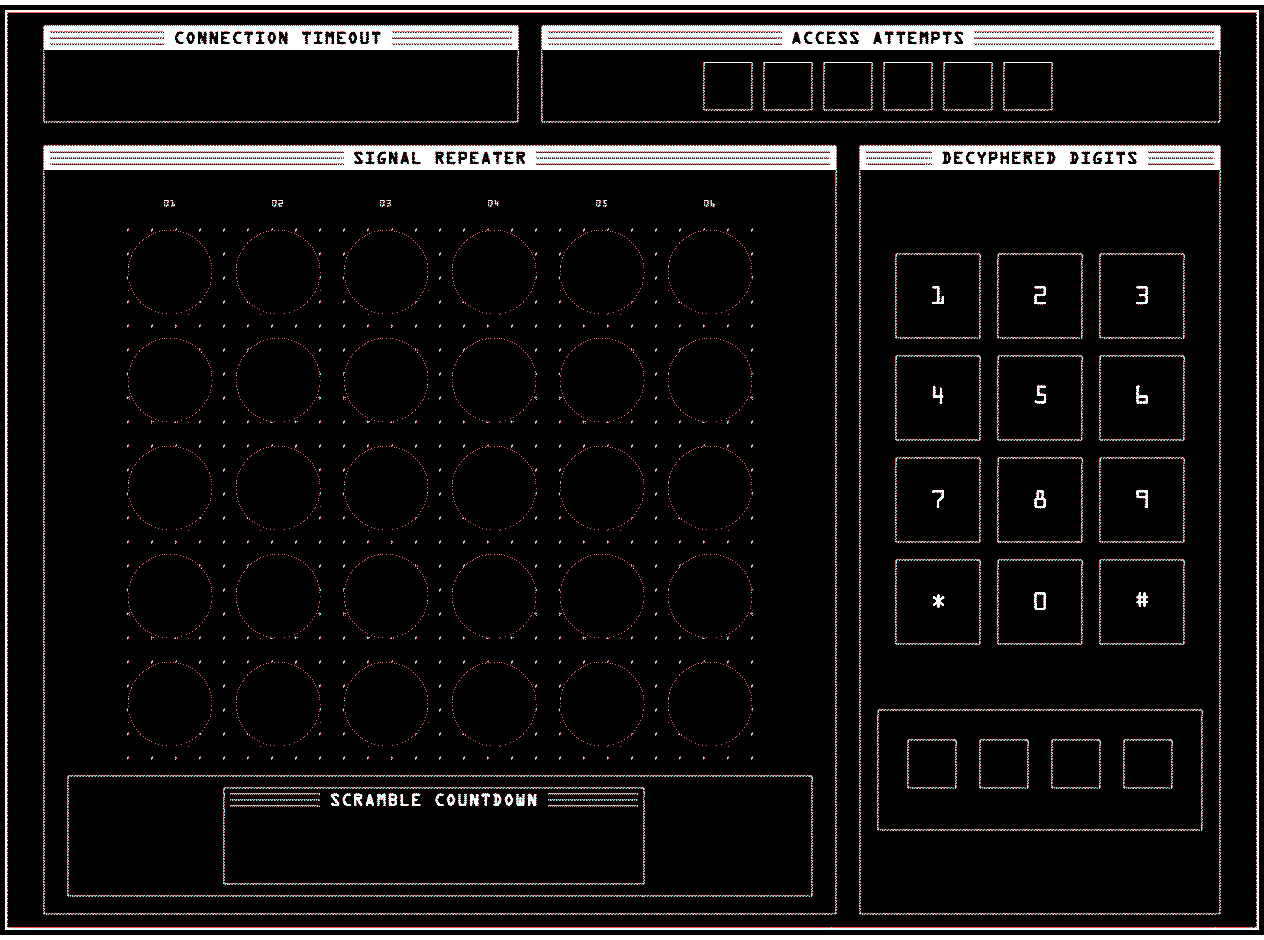 CONNECTION TIMEOUT
ACCESS ATTEMPTS
SIGNAL REPEATER
DECYPHERED DIGITS
01 02 03 04 05 06
1 2 3
4 5 6
7 8 9
* 0 #
SCRAMBLE COUNTDOWN